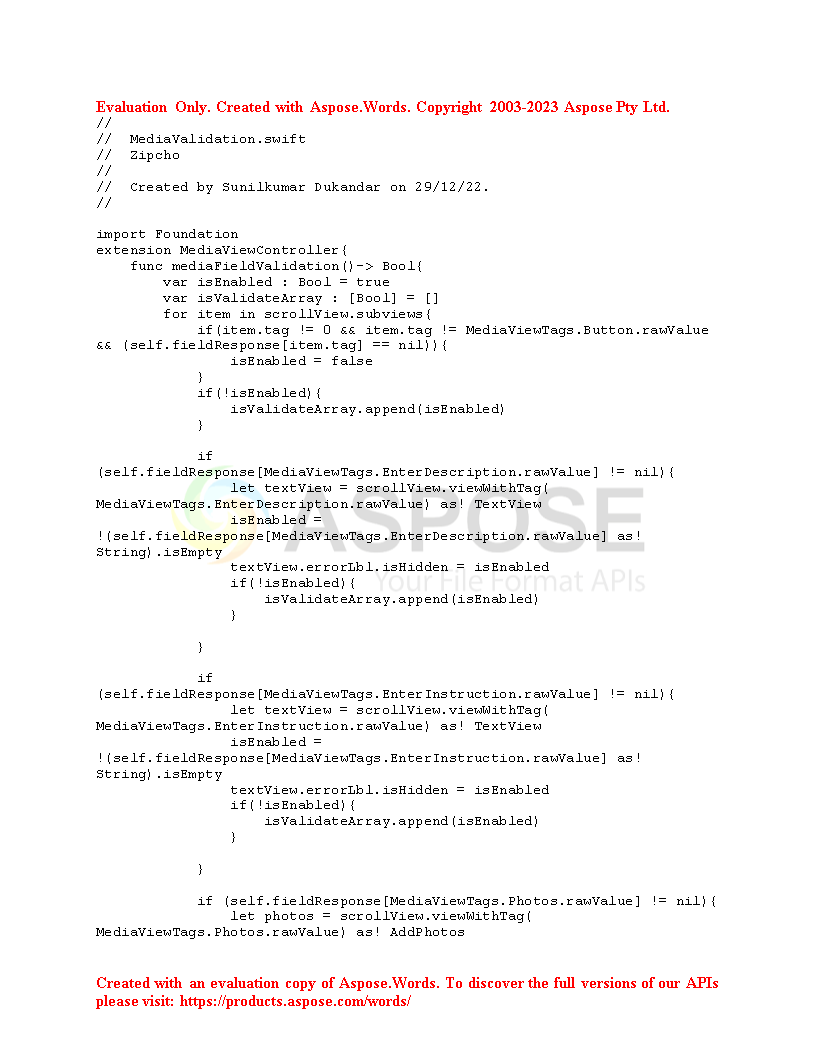 Evaluation Only. Created with Aspose.Words. Copyright 2003-2023 Aspose Pty Ltd.
//
//  MediaValidation.swift
//  Zipcho
//
//  Created by Sunilkumar Dukandar on 29/12/22.
//

import Foundation
extension MediaViewController{
    func mediaFieldValidation()-> Bool{
        var isEnabled : Bool = true
        var isValidateArray : [Bool] = []
        for item in scrollView.subviews{
            if(item.tag != 0 && item.tag != MediaViewTags.Button.rawValue
&& (self.fieldResponse[item.tag] == nil)){
                isEnabled = false
            }
            if(!isEnabled){
                isValidateArray.append(isEnabled)
            }

            if
(self.fieldResponse[MediaViewTags.EnterDescription.rawValue] != nil){
                let textView = scrollView.viewWithTag(
MediaViewTags.EnterDescription.rawValue) as! TextView
                isEnabled =
!(self.fieldResponse[MediaViewTags.EnterDescription.rawValue] as!
String).isEmpty
                textView.errorLbl.isHidden = isEnabled
                if(!isEnabled){
                    isValidateArray.append(isEnabled)
                }

            }

            if
(self.fieldResponse[MediaViewTags.EnterInstruction.rawValue] != nil){
                let textView = scrollView.viewWithTag(
MediaViewTags.EnterInstruction.rawValue) as! TextView
                isEnabled =
!(self.fieldResponse[MediaViewTags.EnterInstruction.rawValue] as!
String).isEmpty
                textView.errorLbl.isHidden = isEnabled
                if(!isEnabled){
                    isValidateArray.append(isEnabled)
                }

            }

            if (self.fieldResponse[MediaViewTags.Photos.rawValue] != nil){
                let photos = scrollView.viewWithTag(
MediaViewTags.Photos.rawValue) as! AddPhotos
ASPOSE
Your File Format APIs
Created with an evaluation copy of Aspose.Words. To discover the full versions of our APIs
please visit: https://products.aspose.com/words/